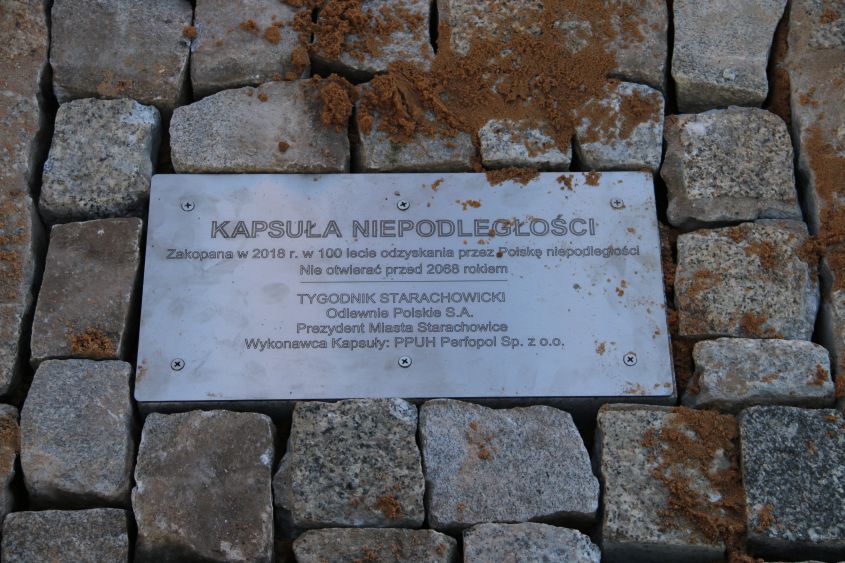 KAPSUŁA NIEPODLEGŁOŚCI
Zakopana w 2018 r. w 100 lecie odzyskania przez Polskę niepodległości
Nie otwierać przed 2068 rokiem
TYGODNIK STARACHOWICKI
Odlewnie Polskie S.A.
Prezydent Miasta Starachowice
Wykonawca Kapsuły: PPUH Perfopol Sp. z o.o.